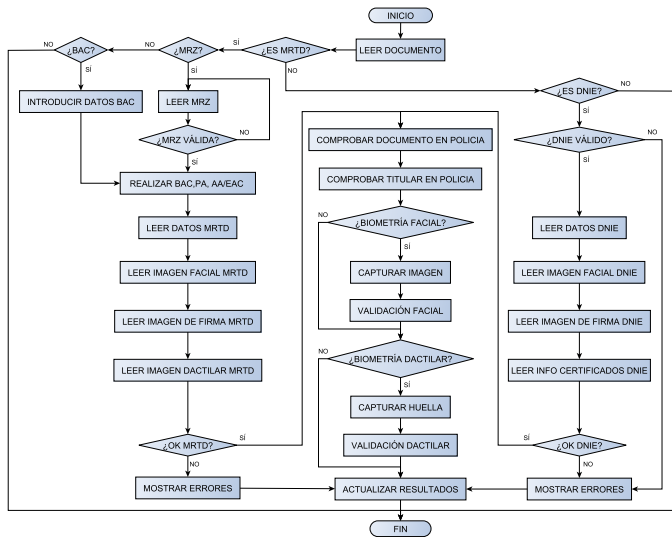 INICIO
LEER DOCUMENTO
¿ES MRTD?
SÍ
NO
¿MRZ?
NO
SÍ
¿BAC?
NO
SÍ
INTRODUCIR DATOS BAC
LEER MRZ
¿MRZ VÁLIDA?
NO
SÍ
REALIZAR BAC,PA, AA/EAC
LEER DATOS MRTD
LEER IMAGEN FACIAL MRTD
LEER IMAGEN DE FIRMA MRTD
LEER IMAGEN DACTILAR MRTD
¿OK MRTD?
SÍ
NO
MOSTRAR ERRORES
COMPROBAR DOCUMENTO EN POLICIA
COMPROBAR TITULAR EN POLICIA
¿BIOMETRÍA FACIAL?
NO
SÍ
CAPTURAR IMAGEN
VALIDACIÓN FACIAL
¿BIOMETRÍA DACTILAR?
NO
SÍ
CAPTURAR HUELLA
VALIDACIÓN DACTILAR
ACTUALIZAR RESULTADOS
FIN
¿ES DNIE?
NO
SÍ
¿DNIE VÁLIDO?
NO
SÍ
LEER DATOS DNIE
LEER IMAGEN FACIAL DNIE
LEER IMAGEN DE FIRMA DNIE
LEER INFO CERTIFICADOS DNIE
¿OK DNIE?
SÍ
NO
MOSTRAR ERRORES